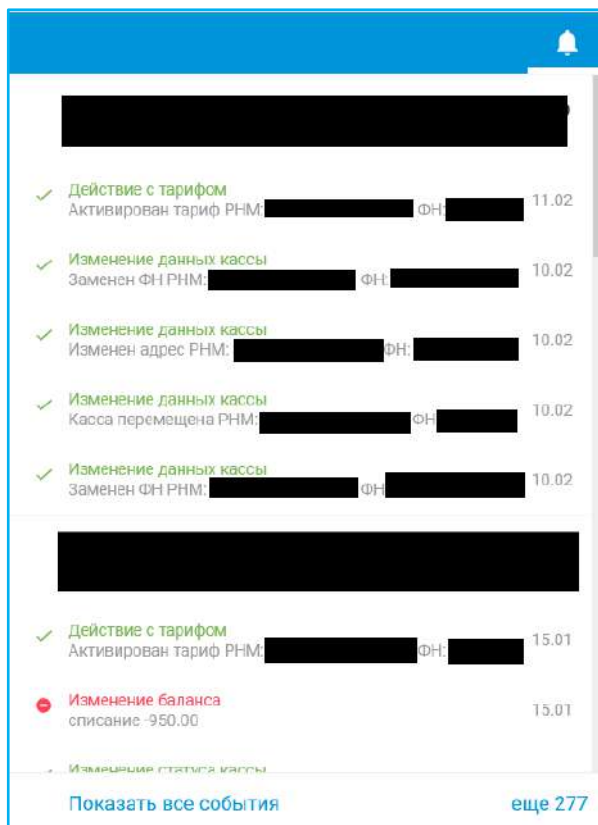 Действие с тарифом
Активирован тариф РНМ: ФН: 11.02
Изменение данных кассы
Заменен ФН РНМ: ФН: 10.02
Изменение данных кассы
Изменен адрес РНМ: ФН: 10.02
Изменение данных кассы
Касса перемещена РНМ: ФН 10.02
Изменение данных кассы
Заменен ФН РНМ: ФН 10.02
Действие с тарифом
Активирован тариф РНМ: ФН: 15.01
Изменение баланса
списание -950.00 15.01
Изменение статуса кассы
Показать все события еще 277